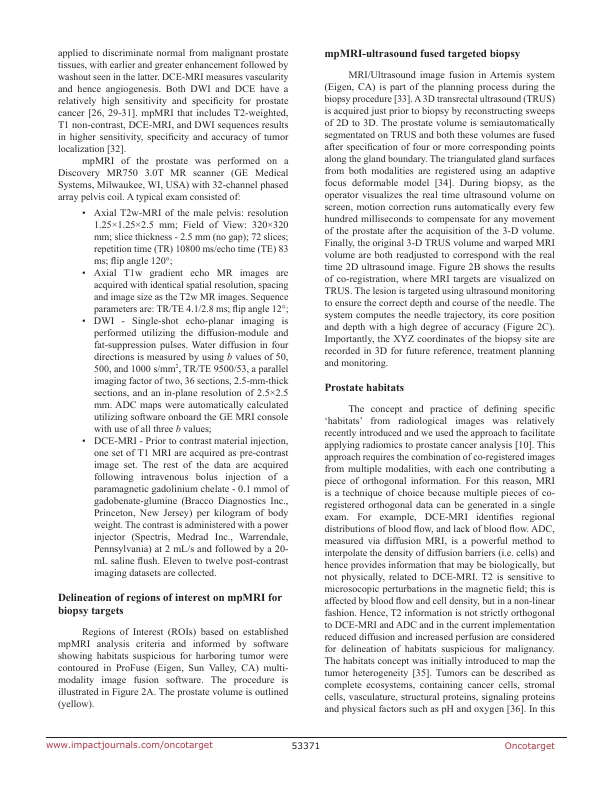 applied to discriminate normal from malignant prostate
tissues, with earlier and greater enhancement followed by
washout seen in the latter. DCE-MRI measures vascularity
and hence angiogenesis. Both DWI and DCE have a
relatively high sensitivity and specificity for prostate
cancer [26, 29-31]. mpMRI that includes T2-weighted,
T1 non-contrast, DCE-MRI, and DWI sequences results
in higher sensitivity, specificity and accuracy of tumor
localization [32].
mpMRI of the prostate was performed on a
Discovery MR750 3.0T MR scanner (GE Medical
Systems, Milwaukee, WI, USA) with 32-channel phased
array pelvis coil. A typical exam consisted of:
• Axial T2w-MRI of the male pelvis: resolution
1.25×1.25×2.5 mm; Field of View: 320×320
mm; slice thickness - 2.5 mm (no gap); 72 slices;
repetition time (TR) 10800 ms/echo time (TE) 83
ms; flip angle 120°;
• Axial T1w gradient echo MR images are
acquired with identical spatial resolution, spacing
and image size as the T2w MR images. Sequence
parameters are: TR/TE 4.1/2.8 ms; flip angle 12°;
• DWI - Single-shot echo-planar imaging is
performed utilizing the diffusion-module and
fat-suppression pulses. Water diffusion in four
directions is measured by using b values of 50,
500, and 1000 s/mm², TR/TE 9500/53, a parallel
imaging factor of two, 36 sections, 2.5-mm-thick
sections, and an in-plane resolution of 2.5×2.5
mm. ADC maps were automatically calculated
utilizing software onboard the GE MRI console
with use of all three b values;
• DCE-MRI - Prior to contrast material injection,
one set of T1 MRI are acquired as pre-contrast
image set. The rest of the data are acquired
following intravenous bolus injection of a
paramagnetic gadolinium chelate - 0.1 mmol of
gadobenate-glumine (Bracco Diagnostics Inc.,
Princeton, New Jersey) per kilogram of body
weight. The contrast is administered with a power
injector (Spectris, Medrad Inc., Warrendale,
Pennsylvania) at 2 mL/s and followed by a 20-
mL saline flush. Eleven to twelve post-contrast
imaging datasets are collected.
Delineation of regions of interest on mpMRI for
biopsy targets
Regions of Interest (ROIs) based on established
mpMRI analysis criteria and informed by software
showing habitats suspicious for harboring tumor were
contoured in ProFuse (Eigen, Sun Valley, CA) multi-
modality image fusion software. The procedure is
illustrated in Figure 2A. The prostate volume is outlined
(yellow).
mpMRI-ultrasound fused targeted biopsy
MRI/Ultrasound image fusion in Artemis system
(Eigen, CA) is part of the planning process during the
biopsy procedure [33]. A 3D transrectal ultrasound (TRUS)
is acquired just prior to biopsy by reconstructing sweeps
of 2D to 3D. The prostate volume is semiautomatically
segmentated on TRUS and both these volumes are fused
after specification of four or more corresponding points
along the gland boundary. The triangulated gland surfaces
from both modalities are registered using an adaptive
focus deformable model [34]. During biopsy, as the
operator visualizes the real time ultrasound volume on
screen, motion correction runs automatically every few
hundred milliseconds to compensate for any movement
of the prostate after the acquisition of the 3-D volume.
Finally, the original 3-D TRUS volume and warped MRI
volume are both readjusted to correspond with the real
time 2D ultrasound image. Figure 2B shows the results
of co-registration, where MRI targets are visualized on
TRUS. The lesion is targeted using ultrasound monitoring
to ensure the correct depth and course of the needle. The
system computes the needle trajectory, its core position
and depth with a high degree of accuracy (Figure 2C).
Importantly, the XYZ coordinates of the biopsy site are
recorded in 3D for future reference, treatment planning
and monitoring.
Prostate habitats
The concept and practice of defining specific
‘habitats’ from radiological images was relatively
recently introduced and we used the approach to facilitate
applying radiomics to prostate cancer analysis [10]. This
approach requires the combination of co-registered images
from multiple modalities, with each one contributing a
piece of orthogonal information. For this reason, MRI
is a technique of choice because multiple pieces of co-
registered orthogonal data can be generated in a single
exam. For example, DCE-MRI identifies regional
distributions of blood flow, and lack of blood flow. ADC,
measured via diffusion MRI, is a powerful method to
interpolate the density of diffusion barriers (i.e. cells) and
hence provides information that may be biologically, but
not physically, related to DCE-MRI. T2 is sensitive to
microsocopic perturbations in the magnetic field; this is
affected by blood flow and cell density, but in a non-linear
fashion. Hence, T2 information is not strictly orthogonal
to DCE-MRI and ADC and in the current implementation
reduced diffusion and increased perfusion are considered
for delineation of habitats suspicious for malignancy.
The habitats concept was initially introduced to map the
tumor heterogeneity [35]. Tumors can be described as
complete ecosystems, containing cancer cells, stromal
cells, vasculature, structural proteins, signaling proteins
and physical factors such as pH and oxygen [36]. In this
www.impactjournals.com/oncotarget
53371
Oncotarget